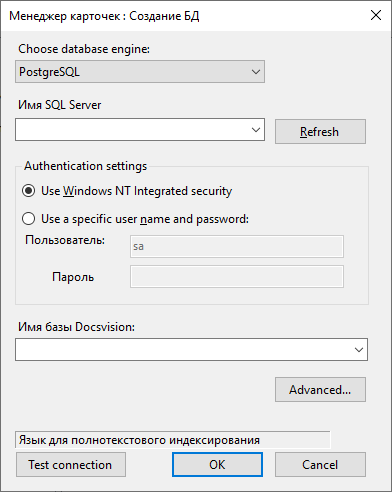 Менеджер карточек : Создание БД
Choose database engine:
PostgreSQL
Имя SQL Server
Refresh
Authentication settings
Use Windows NT Integrated security
Use a specific user name and password:
Пользователь:
sa
Пароль
Имя базы Docsvision:
Advanced...
Язык для полнотекстового индексирования
Test connection
OK
Cancel